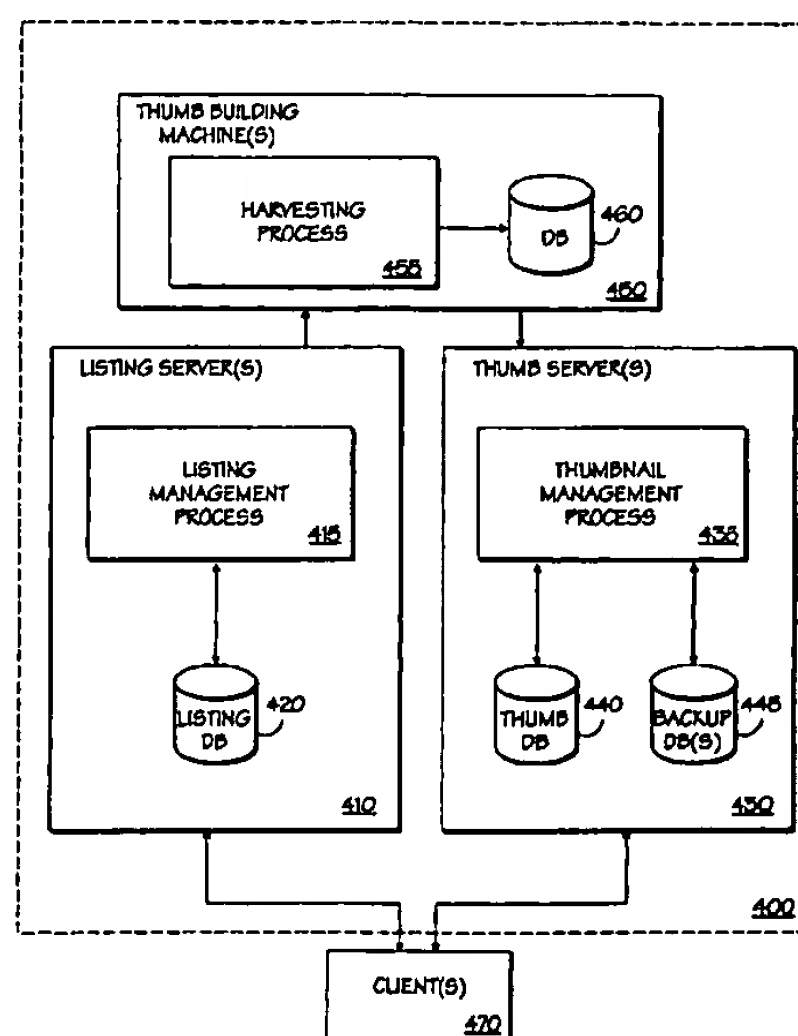 THUMB BUILDING
MACHINE(S)
HARVESTING
PROCESS
455
DB
460
450
LISTING SERVER(S)
LISTING
MANAGEMENT
PROCESS
415
LISTING
DB
420
410
THUMB SERVER(S)
THUMBNAIL
MANAGEMENT
PROCESS
435
THUMB
DB
440
BACKUP
DB(S)
445
430
400
CLIENT(S)
470